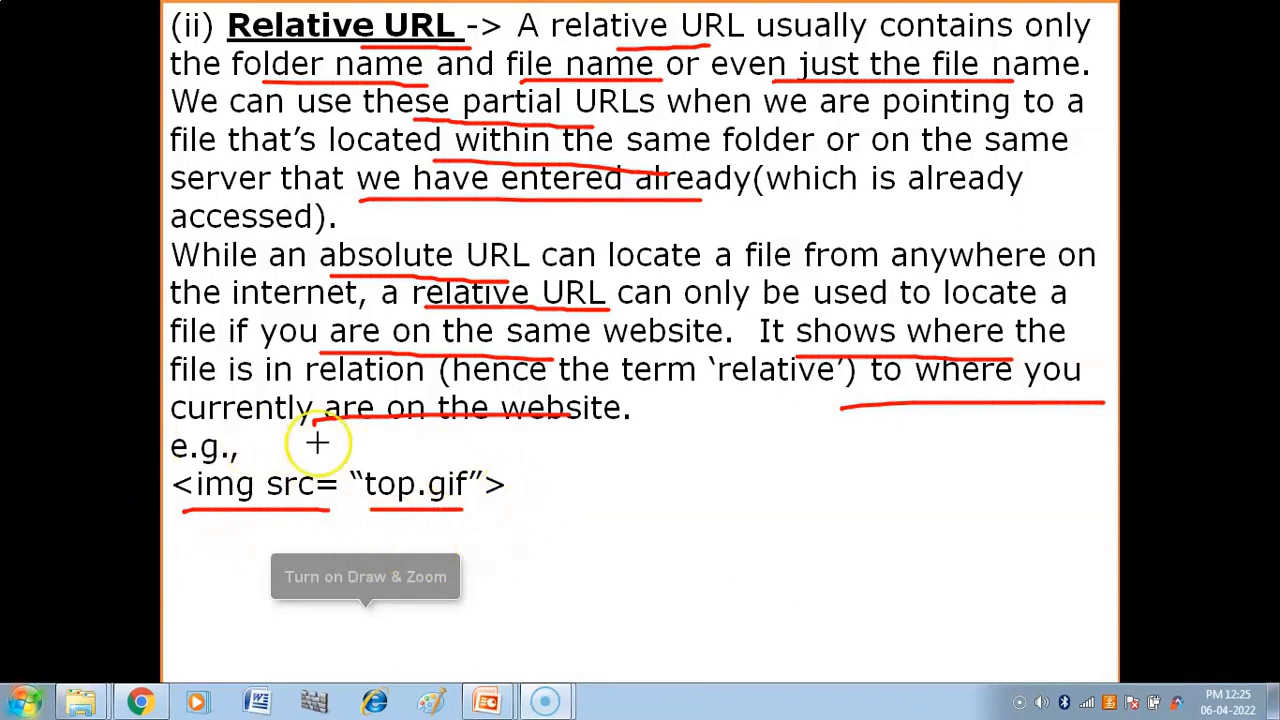 (ii) Relative URL -> A relative URL usually contains only
the folder name and file name or even just the file name.
We can use these partial URLs when we are pointing to a
file that’s located within the same folder or on the same
server that we have entered already(which is already
accessed).
While an absolute URL can locate a file from anywhere on
the internet, a relative URL can only be used to locate a
file if you are on the same website.  It shows where the
file is in relation (hence the term ‘relative’) to where you
currently are on the website.
e.g.,
<img src= “top.gif”>
Turn on Draw & Zoom
PM 12:25
06-04-2022